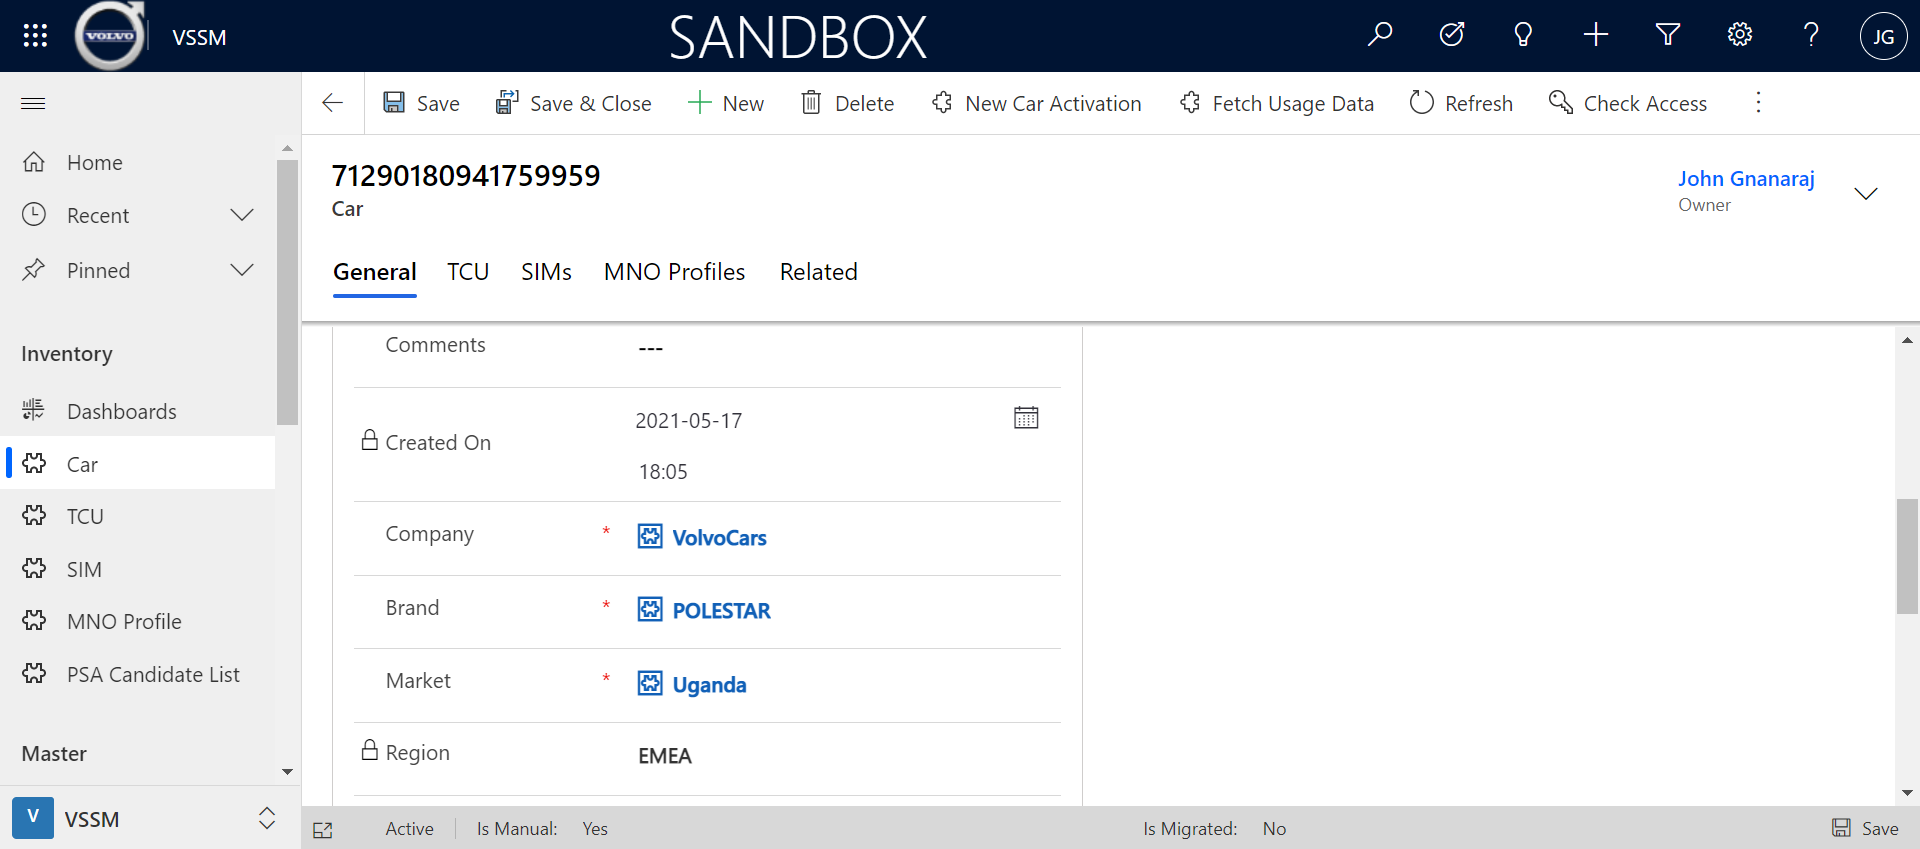 VOLVO
VSSM
SANDBOX
JG
Save
Save & Close
New
Delete
New Car Activation
Fetch Usage Data
Refresh
Check Access
Home
Recent
Pinned
Inventory
Dashboards
Car
TCU
SIM
MNO Profile
PSA Candidate List
Master
V VSSM
71290180941759959
Car
John Gnanaraj
Owner
General TCU SIMs MNO Profiles Related
Comments ---
Created On 2021-05-17
18:05
Company * VolvoCars
Brand * POLESTAR
Market * Uganda
Region EMEA
Active Is Manual: Yes Is Migrated: No Save